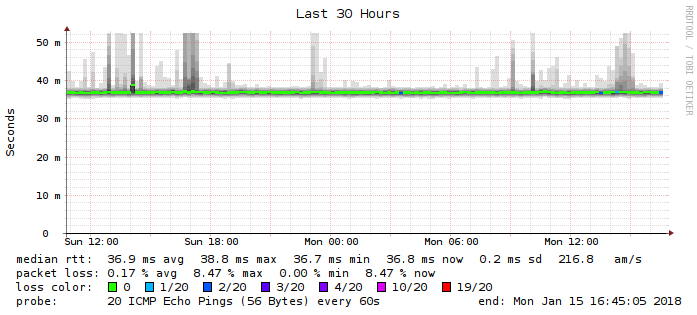 Last 30 Hours
RRDTOOL / TOBI OETIKER
Seconds
50 m
40 m
30 m
20 m
10 m
0
Sun 12:00 Sun 18:00 Mon 00:00 Mon 06:00 Mon 12:00
median rtt: 36.9 ms avg 38.8 ms max 36.7 ms min 36.8 ms now 0.2 ms sd 216.8 am/s
packet loss: 0.17 % avg 8.47 % max 0.00 % min 8.47 % now
loss color: 0 1/20 2/20 3/20 4/20 10/20 19/20
probe: 20 ICMP Echo Pings (56 Bytes) every 60s end: Mon Jan 15 16:45:05 2018